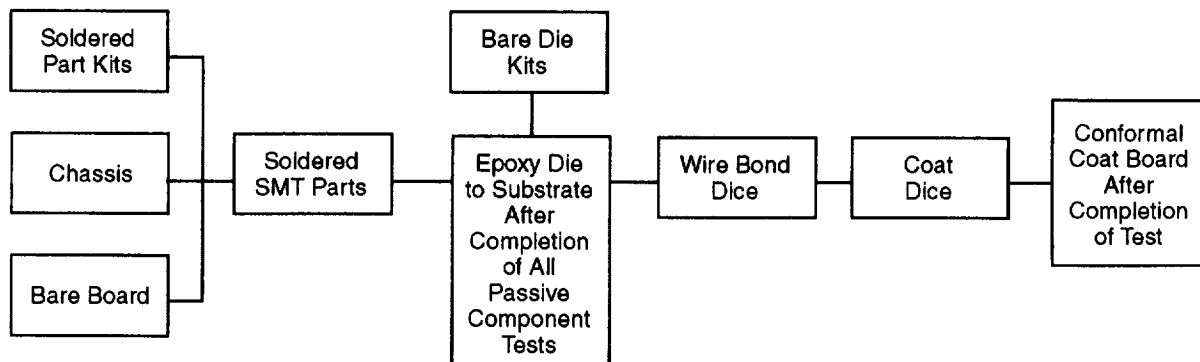 Soldered
Part Kits
Chassis
Bare Board
Soldered
SMT Parts
Bare Die
Kits
Epoxy Die
to Substrate
After
Completion
of All
Passive
Component
Tests
Wire Bond
Dice
Coat
Dice
Conformal
Coat Board
After
Completion
of Test